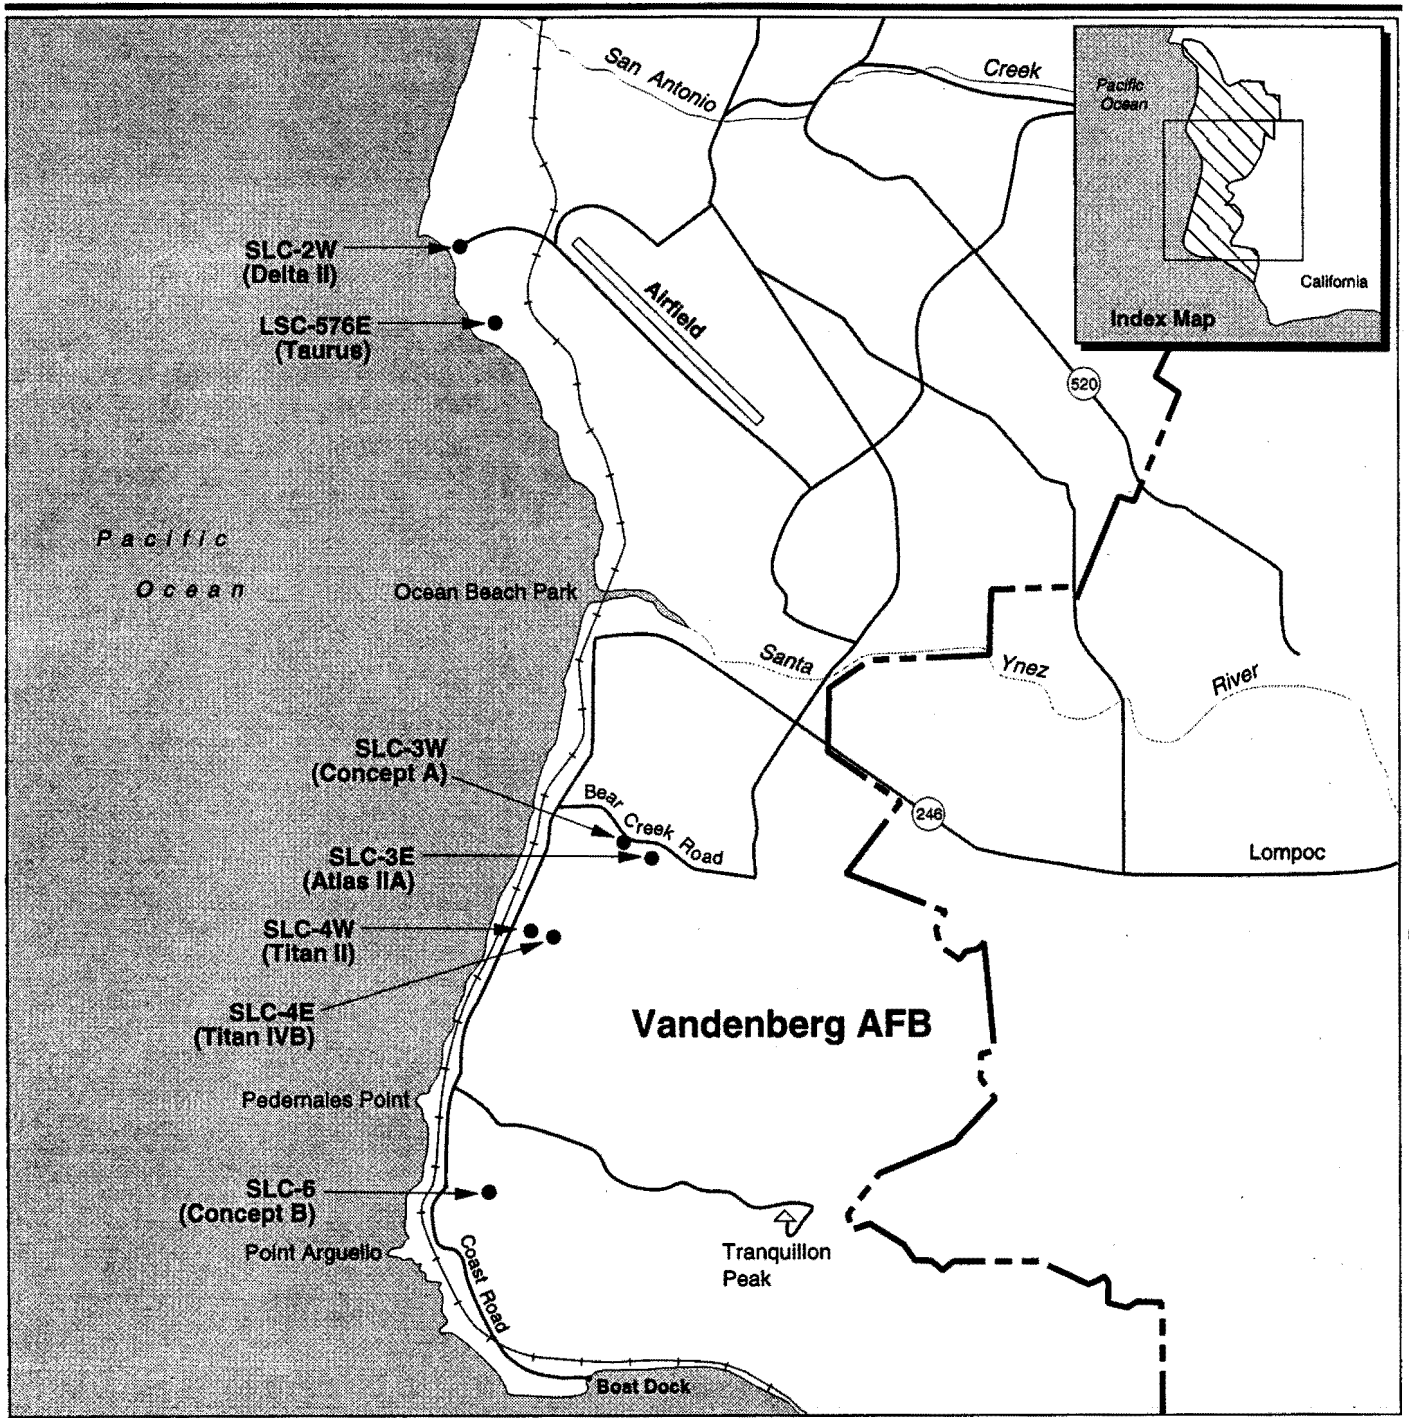 San Antonio
Creek
Pacific
Ocean
California
Index Map
SLC-2W
(Delta II)
LSC-576E
(Taurus)
Airfield
520
Pacific
Ocean
Ocean Beach Park
Santa
Ynez
River
SLC-3W
(Concept A)
Bear Creek Road
246
SLC-3E
(Atlas IIA)
Lompoc
SLC-4W
(Titan II)
SLC-4E
(Titan IVB)
Vandenberg AFB
Pedernales Point
SLC-6
(Concept B)
Point Arguello
Coast Road
Tranquillon
Peak
Boat Dock